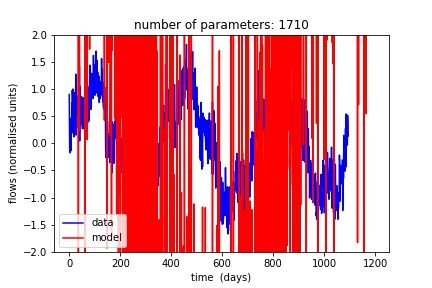 number of parameters: 1710
flows (normalised units)
2.0
1.5
1.0
0.5
0.0
−0.5
−1.0
−1.5
−2.0
data
model
0 200 400 600 800 1000 1200
time (days)